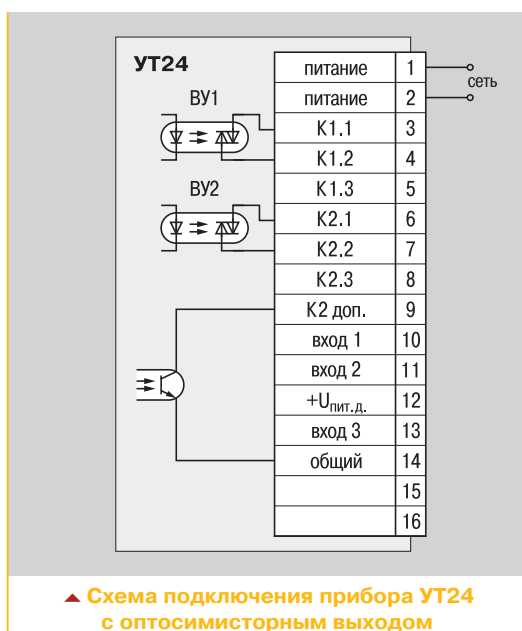 УТ24
ВУ1
ВУ2
питание 1
питание 2
сеть
К1.1 3
К1.2 4
К1.3 5
К2.1 6
К2.2 7
К2.3 8
К2 доп. 9
вход 1 10
вход 2 11
+Uпит.д. 12
вход 3 13
общий 14
15
16
Схема подключения прибора УТ24
с оптосимисторным выходом